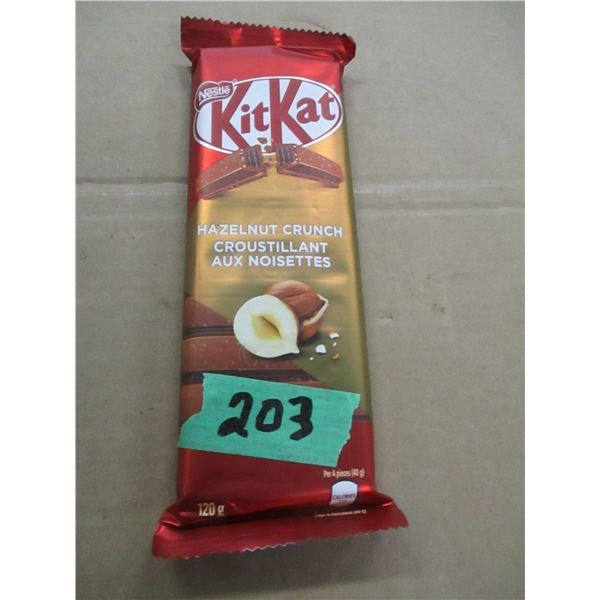 Nestlé
KitKat
HAZELNUT CRUNCH
CROUSTILLANT
AUX NOISETTES
203
Per 4 pieces (40 g)
CALORIES
120 g